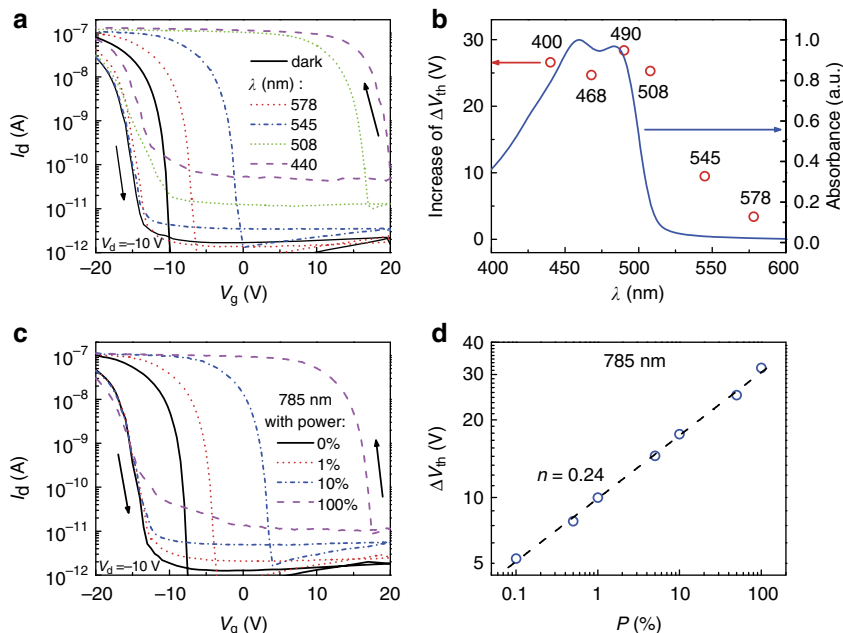 a
10⁻⁷
10⁻⁸
10⁻⁹
10⁻¹⁰
10⁻¹¹
10⁻¹²
I_d (A)
dark
λ (nm) :
578
545
508
440
V_d = −10 V
−20 −10 0 10 20
V_g (V)
b
30
20
10
0
Increase of ΔV_th (V)
400
468
490
508
545
578
1.0
0.8
0.6
0.4
0.2
0.0
Absorbance (a.u.)
400 450 500 550 600
λ (nm)
c
10⁻⁷
10⁻⁸
10⁻⁹
10⁻¹⁰
10⁻¹¹
10⁻¹²
I_d (A)
785 nm
with power:
0%
1%
10%
100%
V_d = −10 V
−20 −10 0 10 20
V_g (V)
d
40
30
20
10
5
ΔV_th (V)
785 nm
n = 0.24
0.1 1 10 100
P (%)